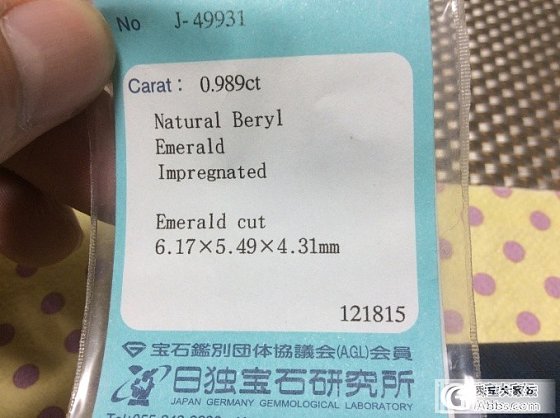 No J-49931
Carat: 0.989ct
Natural Beryl
Emerald
Impregnated
Emerald cut
6.17×5.49×4.31mm
121815
宝石鑑別団体協議会(AGL)会員
日独宝石研究所
JAPAN GERMANY GEMMOLOGICAL LABORATORY